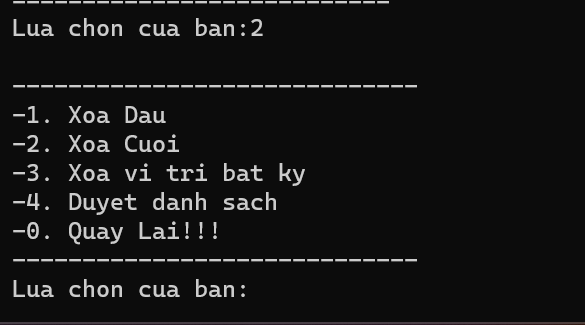 ---------------------------
Lua chon cua ban:2
-----------------------------
-1. Xoa Dau
-2. Xoa Cuoi
-3. Xoa vi tri bat ky
-4. Duyet danh sach
-0. Quay Lai!!!
-----------------------------
Lua chon cua ban: